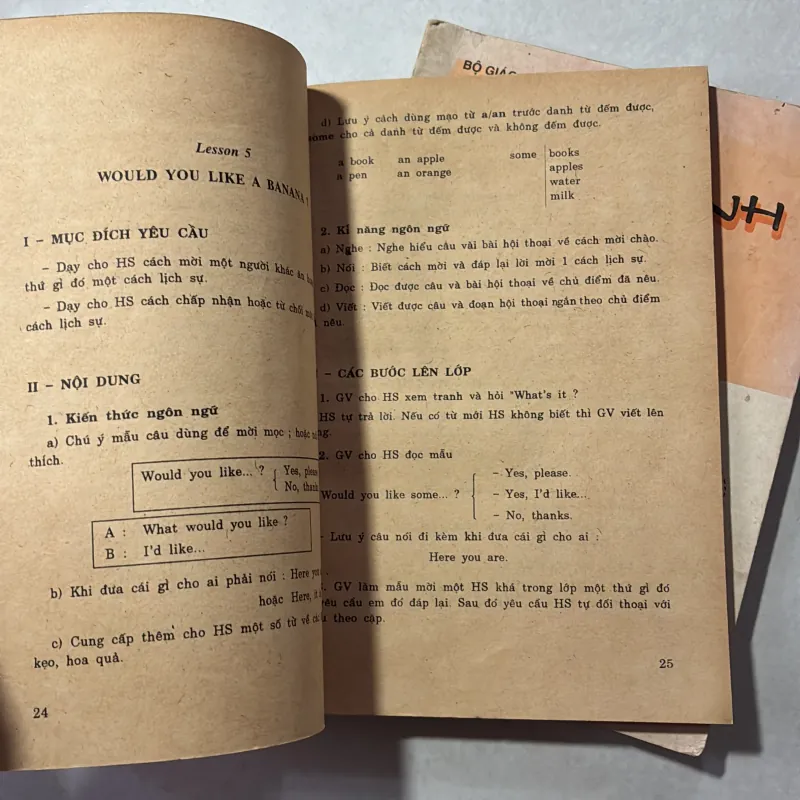 Lesson 5
WOULD YOU LIKE A BANANA ?
I – MỤC ĐÍCH YÊU CẦU
– Dạy cho HS cách mời một người khác ăn
thứ gì đó một cách lịch sự.
– Dạy cho HS cách chấp nhận hoặc từ chối
cách lịch sự.
II – NỘI DUNG
1. Kiến thức ngôn ngữ
a) Chú ý mẫu câu dùng để mời mọc ; hoặc
thích.
Would you like... ? Yes, please
No, thank
A : What would you like ?
B : I'd like...
b) Khi đưa cái gì cho ai phải nói : Here you
hoặc Here,
c) Cung cấp thêm cho HS một số từ về
kẹo, hoa quả.
24
d) Lưu ý cách dùng mạo từ a/an trước danh từ đếm được,
some cho cả danh từ đếm được và không đếm được.
a book an apple some books
a pen an orange apples
water
milk
2. Kĩ năng ngôn ngữ
a) Nghe : Nghe hiểu câu vài bài hội thoại về cách mời chào.
b) Nói : Biết cách mời và đáp lại lời mời 1 cách lịch sự.
c) Đọc : Đọc được câu và bài hội thoại về chủ điểm đã nêu.
d) Viết : Viết được câu và đoạn hội thoại ngắn theo chủ điểm
nêu.
– CÁC BƯỚC LÊN LỚP
1. GV cho HS xem tranh và hỏi "What's it ?
HS tự trả lời. Nếu có từ mới HS không biết thì GV viết lên
2. GV cho HS đọc mẫu
– Yes, please.
Would you like some... ? – Yes, I'd like...
– No, thanks.
– Lưu ý câu nói đi kèm khi đưa cái gì cho ai :
Here you are.
GV làm mẫu mời một HS khá trong lớp một thứ gì đó
yêu cầu em đó đáp lại. Sau đó yêu cầu HS tự đối thoại với
theo cặp.
25
BỘ GIÁO